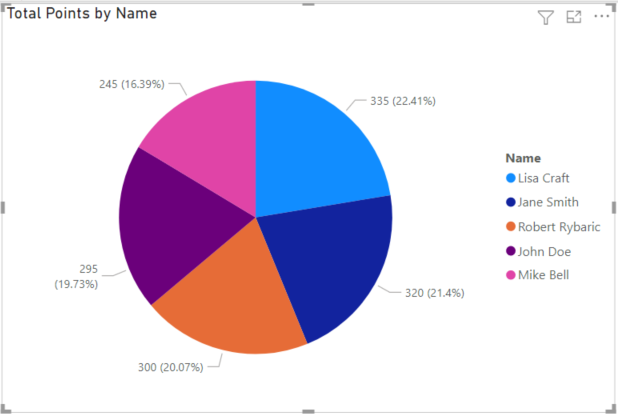 Total Points by Name
245 (16.39%)
335 (22.41%)
295
(19.73%)
320 (21.4%)
300 (20.07%)
Name
Lisa Craft
Jane Smith
Robert Rybaric
John Doe
Mike Bell